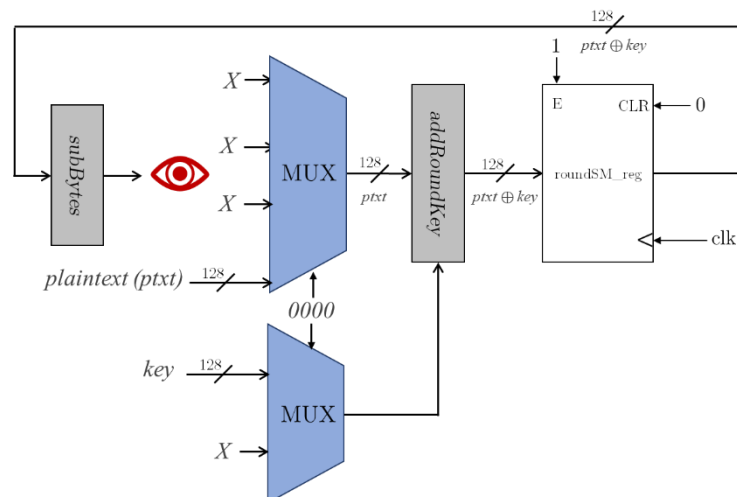 128
ptxt ⊕ key
1
X
E
CLR
0
subBytes
X
MUX
128
ptxt
addRoundKey
128
ptxt ⊕ key
roundSM_reg
X
clk
plaintext (ptxt)
128
0000
key
128
MUX
X